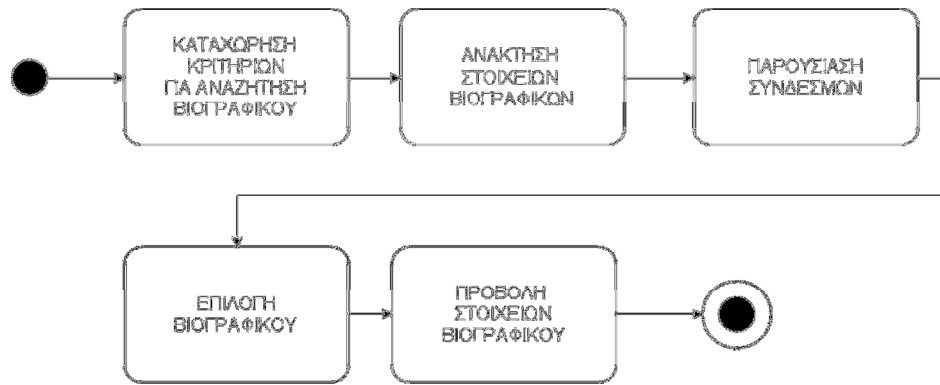 ΚΑΤΑΧΩΡΗΣΗ
ΚΡΙΤΗΡΙΩΝ
ΓΙΑ ΑΝΑΖΗΤΗΣΗ
ΒΙΟΓΡΑΦΙΚΟΥ
ΑΝΑΚΤΗΣΗ
ΣΤΟΙΧΕΙΩΝ
ΒΙΟΓΡΑΦΙΚΩΝ
ΠΑΡΟΥΣΙΑΣΗ
ΣΥΝΔΕΣΜΩΝ
ΕΠΙΛΟΓΗ
ΒΙΟΓΡΑΦΙΚΟΥ
ΠΡΟΒΟΛΗ
ΣΤΟΙΧΕΙΩΝ
ΒΙΟΓΡΑΦΙΚΟΥ